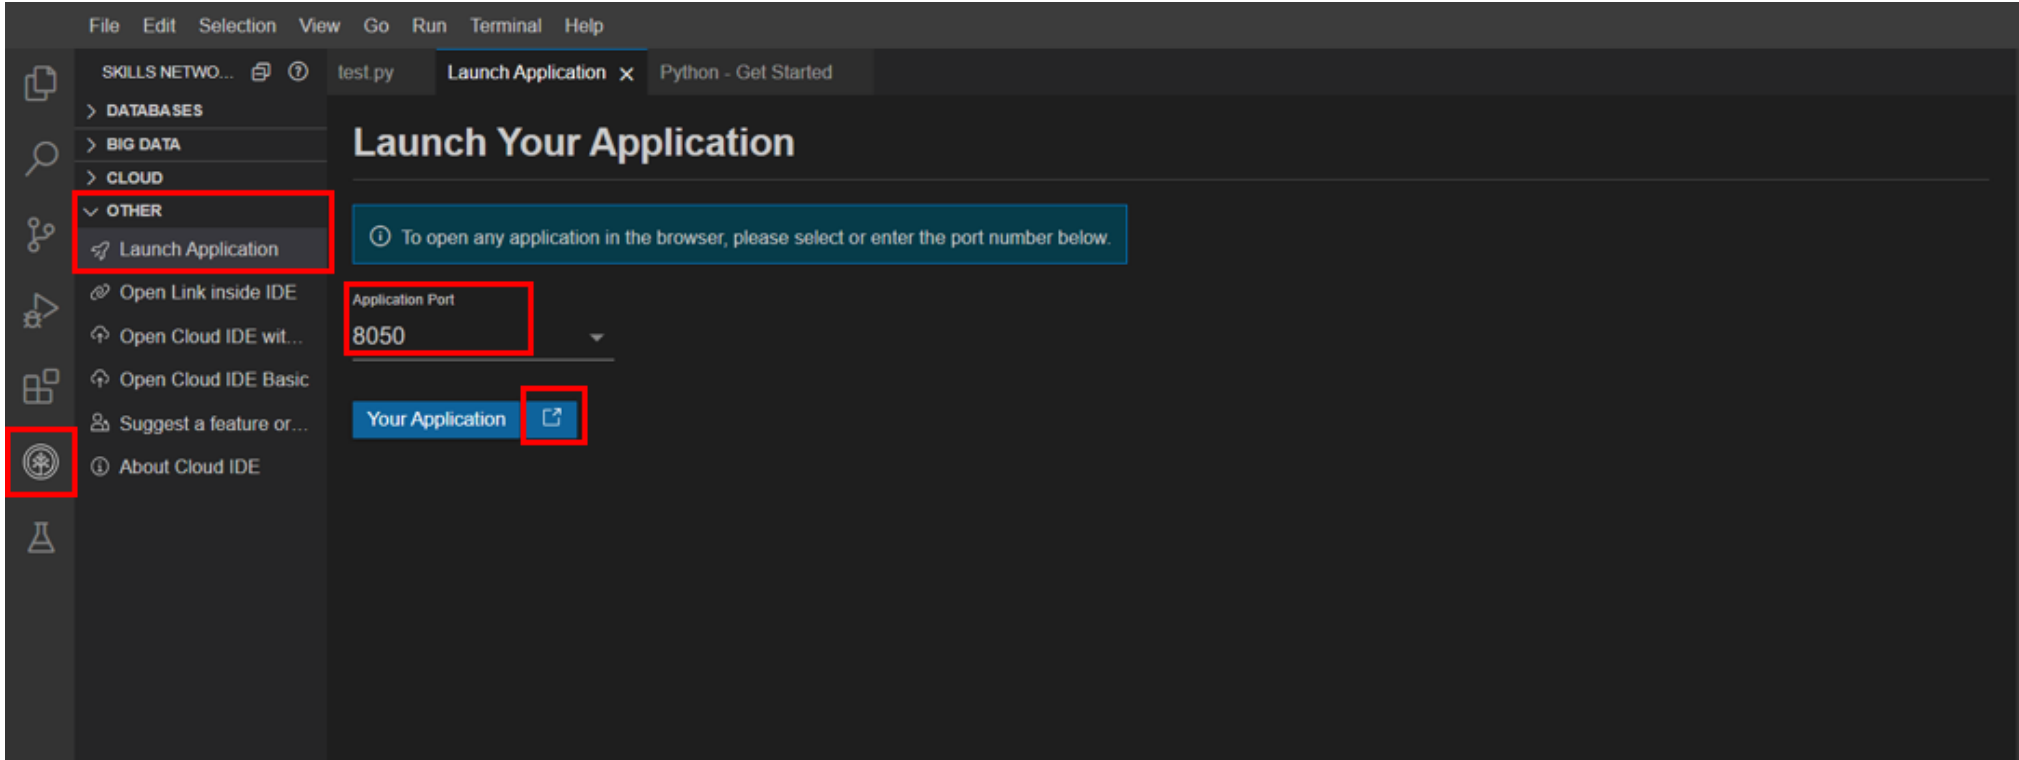 File Edit Selection View Go Run Terminal Help
SKILLS NETWO...
test.py Launch Application Python - Get Started
DATABASES
BIG DATA
CLOUD
OTHER
Launch Application
Open Link inside IDE
Open Cloud IDE wit...
Open Cloud IDE Basic
Suggest a feature or...
About Cloud IDE
Launch Your Application
To open any application in the browser, please select or enter the port number below.
Application Port
8050
Your Application